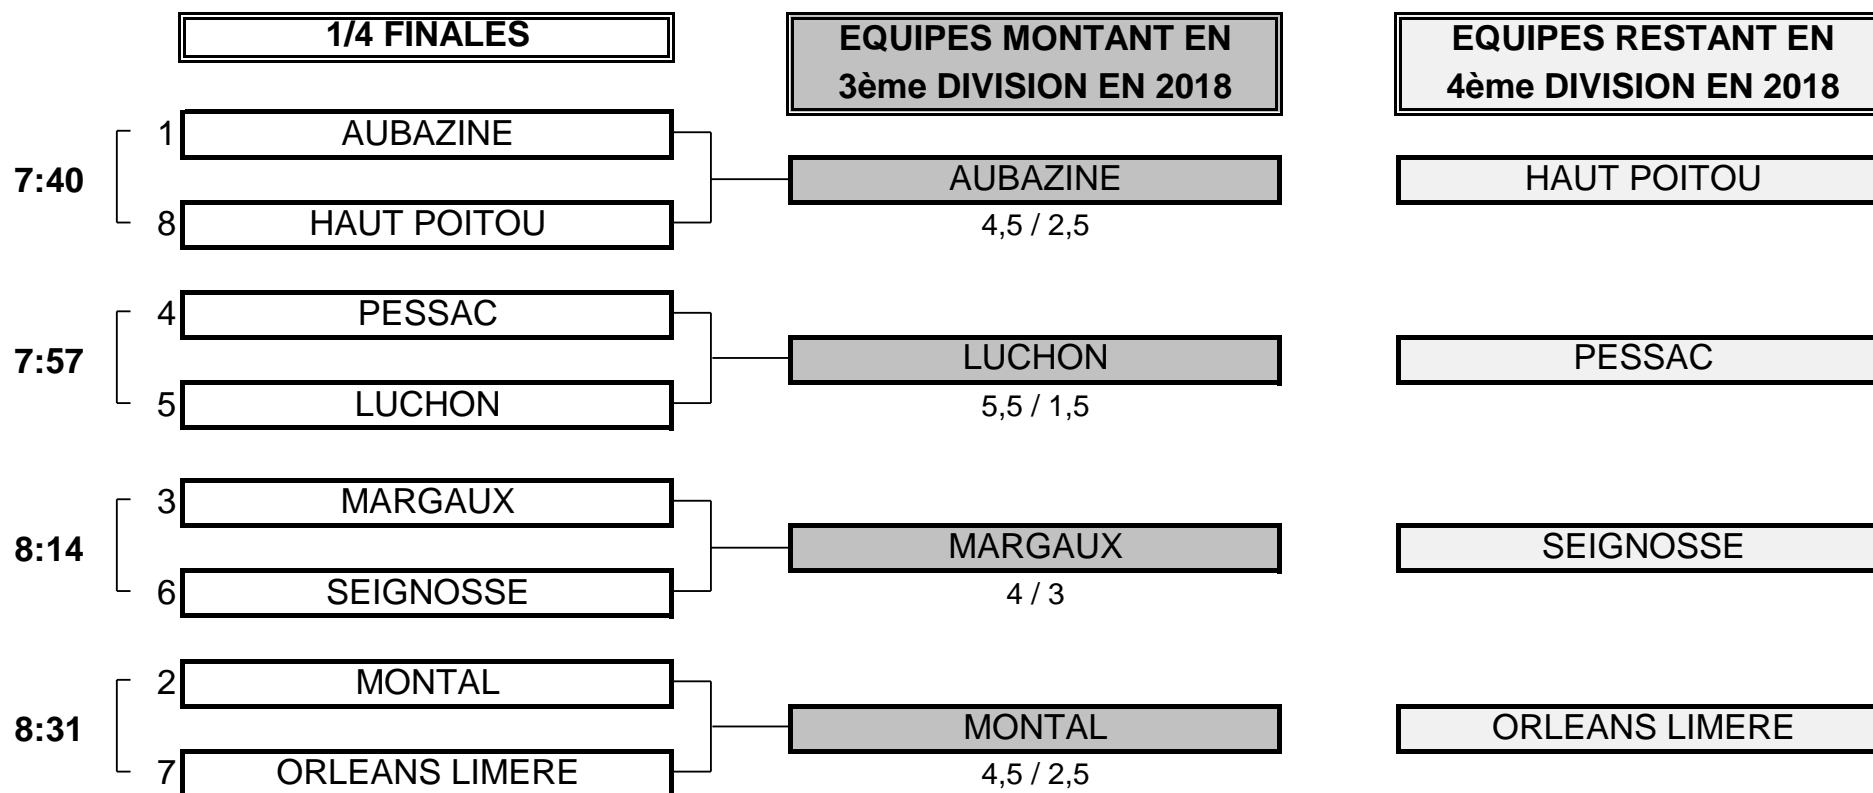 1/4 FINALES
EQUIPES MONTANT EN
3ème DIVISION EN 2018
EQUIPES RESTANT EN
4ème DIVISION EN 2018
1 AUBAZINE
7:40
AUBAZINE
HAUT POITOU
8 HAUT POITOU
4,5 / 2,5
4 PESSAC
7:57
LUCHON
PESSAC
5 LUCHON
5,5 / 1,5
3 MARGAUX
8:14
MARGAUX
SEIGNOSSE
6 SEIGNOSSE
4 / 3
2 MONTAL
8:31
MONTAL
ORLEANS LIMERE
7 ORLEANS LIMERE
4,5 / 2,5